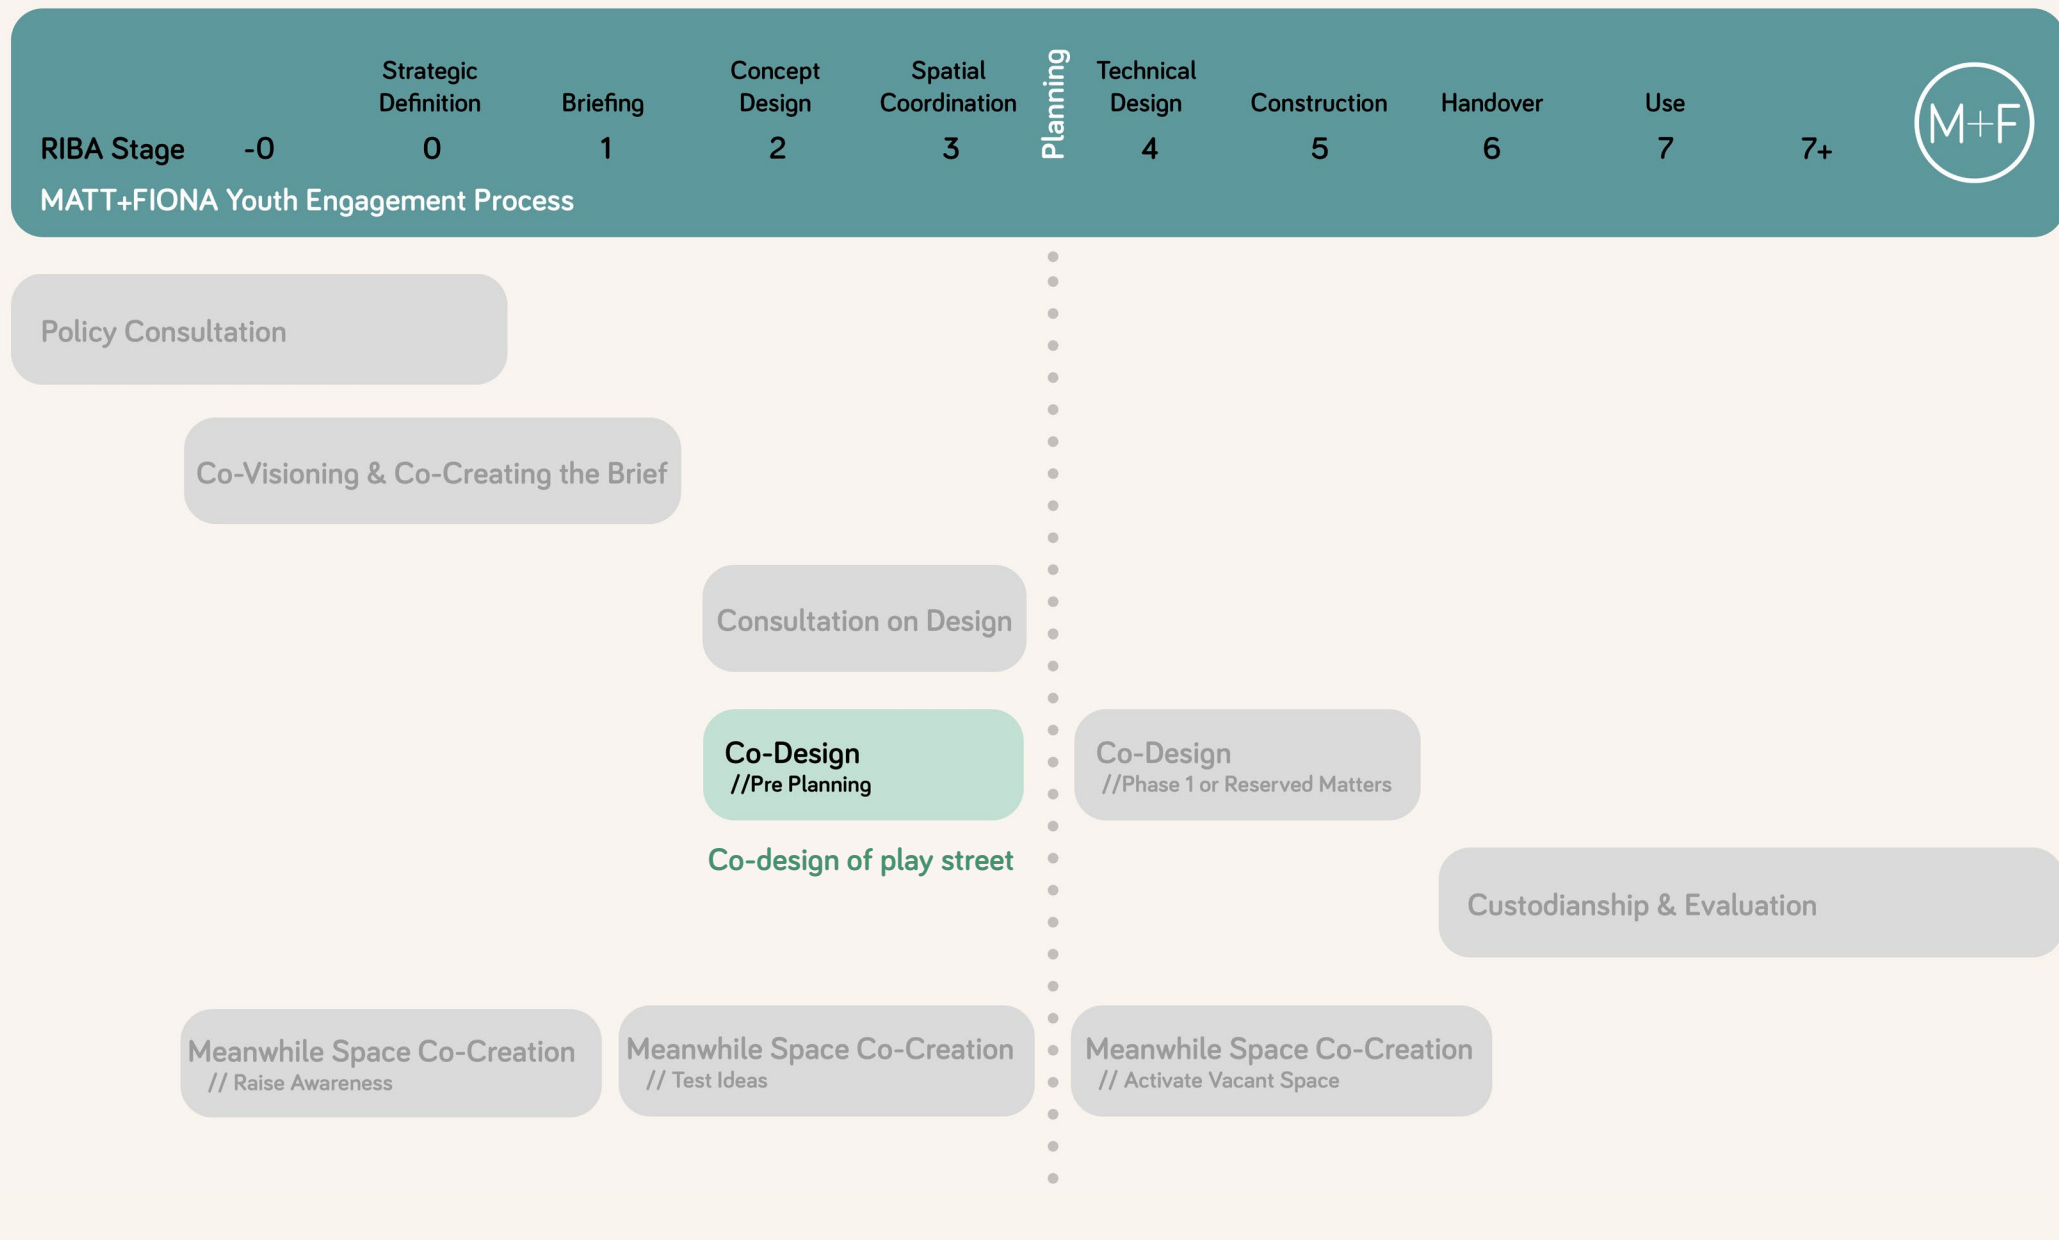 Strategic
Definition
Briefing
Concept
Design
Spatial
Coordination
Planning
Technical
Design
Construction
Handover
Use
RIBA Stage -0 0 1 2 3 4 5 6 7 7+
M+F
MATT+FIONA Youth Engagement Process
Policy Consultation
Co-Visioning & Co-Creating the Brief
Consultation on Design
Co-Design
//Pre Planning
Co-Design
//Phase 1 or Reserved Matters
Co-design of play street
Custodianship & Evaluation
Meanwhile Space Co-Creation
// Raise Awareness
Meanwhile Space Co-Creation
// Test Ideas
Meanwhile Space Co-Creation
// Activate Vacant Space